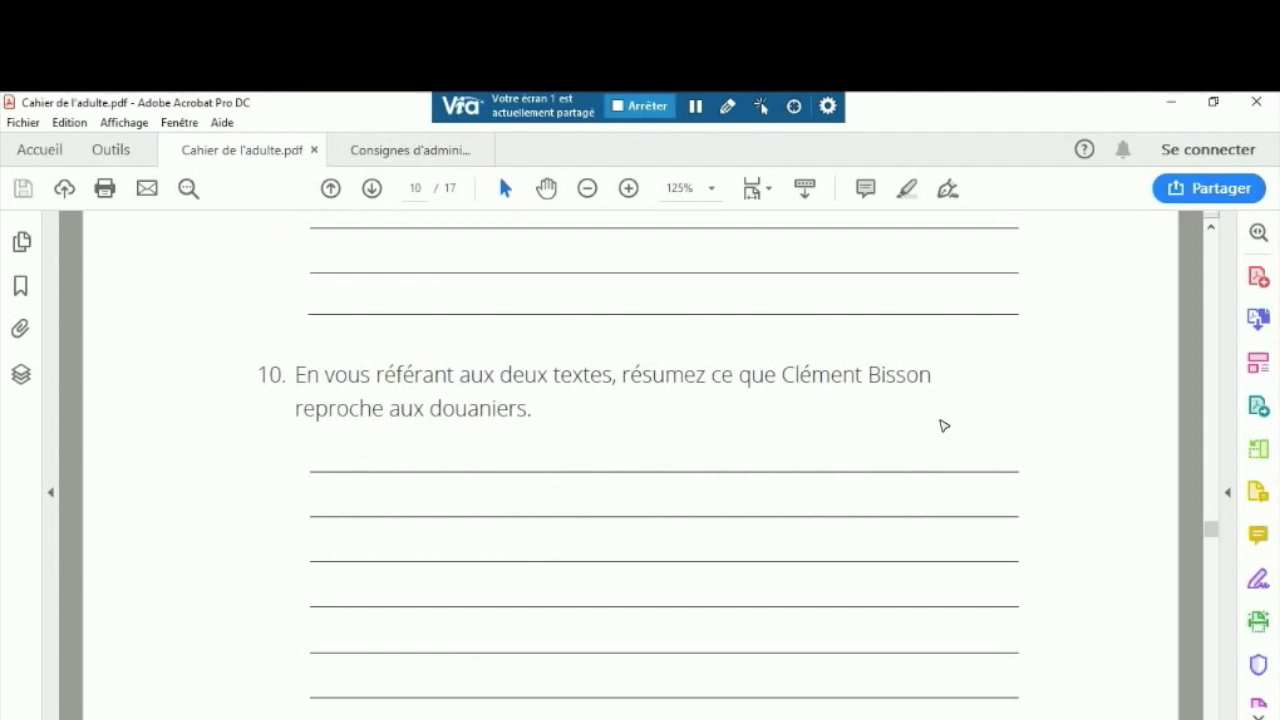 Cahier de l'adulte.pdf - Adobe Acrobat Pro DC
Via
Votre écran 1 est
actuellement partagé
Arrêter
Fichier Edition Affichage Fenêtre Aide
Accueil Outils Cahier de l'adulte.pdf × Consignes d'admini...
Se connecter
10 / 17
125%
Partager
10. En vous référant aux deux textes, résumez ce que Clément Bisson
reproche aux douaniers.